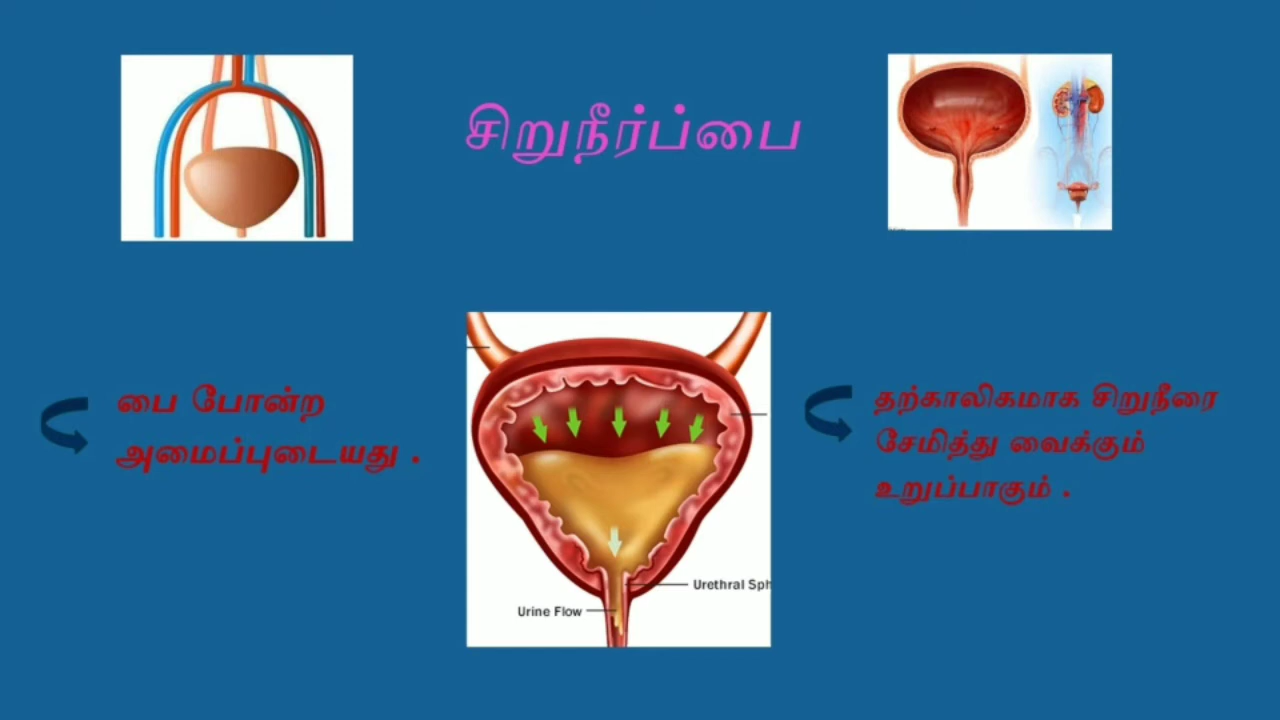 சிறுநீர்ப்பை
பை போன்ற
அமைப்புடையது .
தற்காலிகமாக சிறுநீரை
சேமித்து வைக்கும்
உறுப்பாகும் .
Urethral Sph
Urine Flow